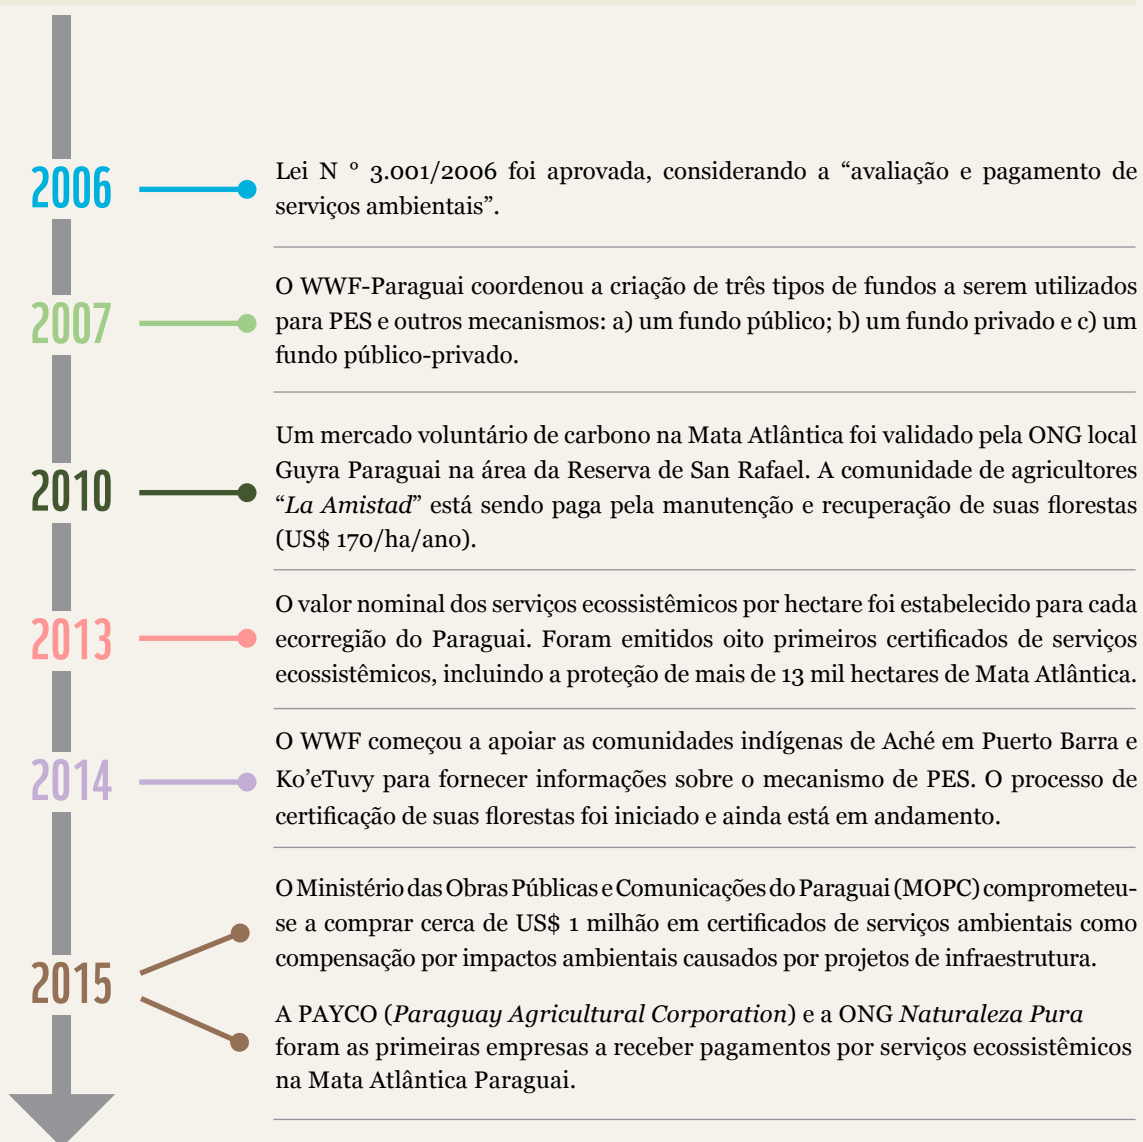 2006
Lei N º 3.001/2006 foi aprovada, considerando a “avaliação e pagamento de
serviços ambientais”.
2007
O WWF-Paraguai coordenou a criação de três tipos de fundos a serem utilizados
para PES e outros mecanismos: a) um fundo público; b) um fundo privado e c) um
fundo público-privado.
2010
Um mercado voluntário de carbono na Mata Atlântica foi validado pela ONG local
Guyra Paraguai na área da Reserva de San Rafael. A comunidade de agricultores
“La Amistad” está sendo paga pela manutenção e recuperação de suas florestas
(US$ 170/ha/ano).
2013
O valor nominal dos serviços ecossistêmicos por hectare foi estabelecido para cada
ecorregião do Paraguai. Foram emitidos oito primeiros certificados de serviços
ecossistêmicos, incluindo a proteção de mais de 13 mil hectares de Mata Atlântica.
2014
O WWF começou a apoiar as comunidades indígenas de Aché em Puerto Barra e
Ko’eTuvy para fornecer informações sobre o mecanismo de PES. O processo de
certificação de suas florestas foi iniciado e ainda está em andamento.
2015
O Ministério das Obras Públicas e Comunicações do Paraguai (MOPC) comprometeu-
se a comprar cerca de US$ 1 milhão em certificados de serviços ambientais como
compensação por impactos ambientais causados por projetos de infraestrutura.
A PAYCO (Paraguay Agricultural Corporation) e a ONG Naturaleza Pura
foram as primeiras empresas a receber pagamentos por serviços ecossistêmicos
na Mata Atlântica Paraguai.